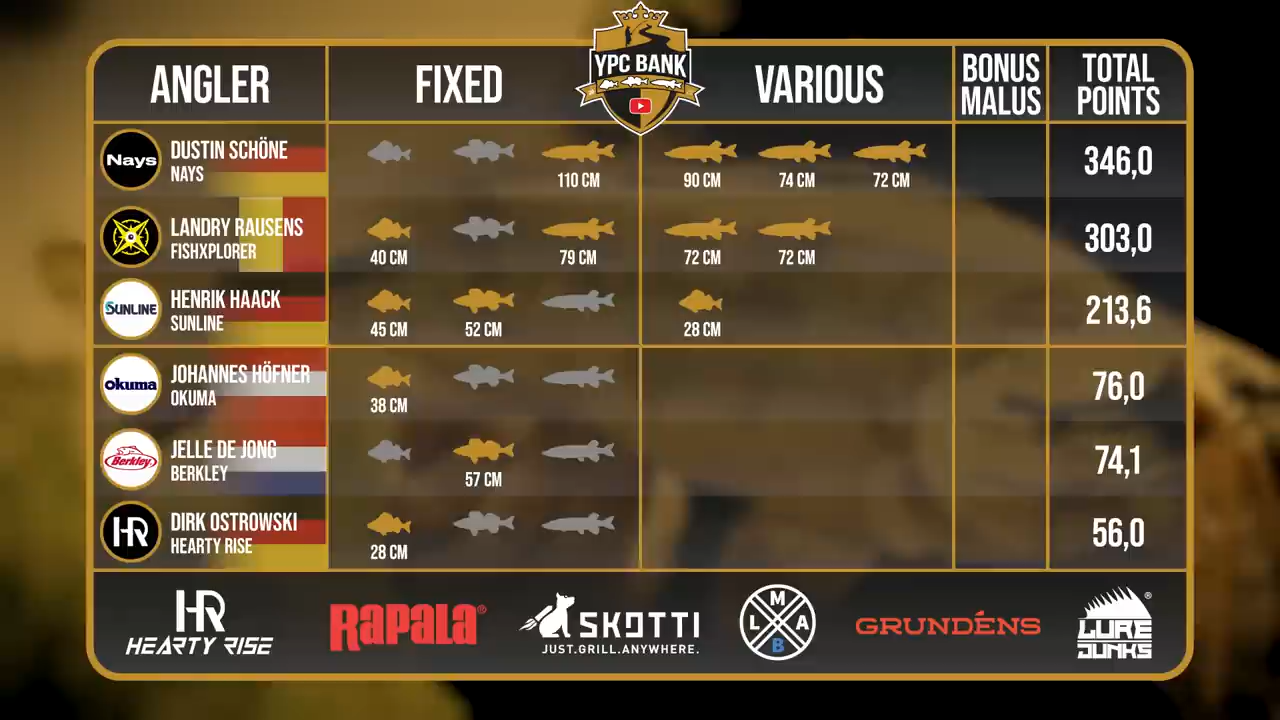 YPC BANK
ANGLER
FIXED
VARIOUS
BONUS
MALUS
TOTAL
POINTS
Nays
DUSTIN SCHÖNE
NAYS
110 CM
90 CM
74 CM
72 CM
346,0
LANDRY RAUSENS
FISHXPLORER
40 CM
79 CM
72 CM
72 CM
303,0
SUNLINE
HENRIK HAACK
SUNLINE
45 CM
52 CM
28 CM
213,6
okuma
JOHANNES HÖFNER
OKUMA
38 CM
76,0
Berkley
JELLE DE JONG
BERKLEY
57 CM
74,1
HR
DIRK OSTROWSKI
HEARTY RISE
28 CM
56,0
HR
HEARTY RISE
RAPALA®
SKOTTI
JUST.GRILL.ANYWHERE.
M
L A
B
GRUNDÉNS
LURE
JUNKS®